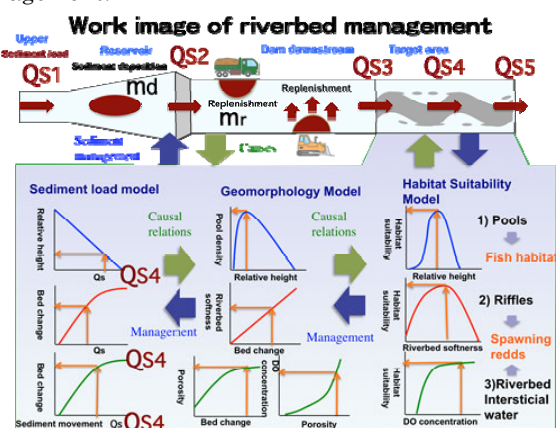 Work image of riverbed management
Upper
Sediment load
QS1
Reservoir
Sediment deposition
md
QS2
Dam downstream
Replenishment
Replenishment
mr
Target area
QS3
QS4
QS5
Sediment
management
Causes
Sediment load model
Geomorphology Model
Habitat Suitability
Model
Relative height
Qs
QS4
Causal
relations
Pool density
Relative height
Causal
relations
Habitat
suitability
Relative height
1) Pools
Fish habitat
Bed change
Qs
QS4
Management
Riverbed
softness
Bed change
Management
Habitat
suitability
Riverbed softnerss
2) Riffles
Spawning
redds
Bed change
Sediment movement Qs
QS4
Porosity
Bed change
DO
concentration
Porosity
Habitat
suitability
DO concentration
3)Riverbed
Intersticial
water